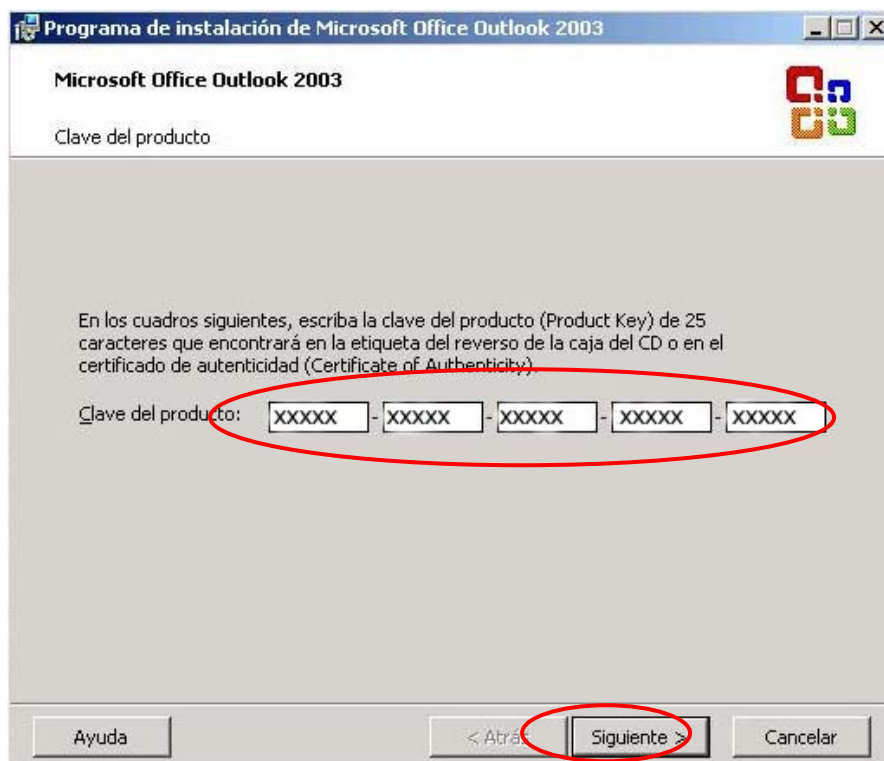 Programa de instalación de Microsoft Office Outlook 2003
Microsoft Office Outlook 2003
Clave del producto
En los cuadros siguientes, escriba la clave del producto (Product Key) de 25
caracteres que encontrará en la etiqueta del reverso de la caja del CD o en el
certificado de autenticidad (Certificate of Authenticity).
Clave del producto: XXXXX - XXXXX - XXXXX - XXXXX - XXXXX
Ayuda < Atrás Siguiente > Cancelar